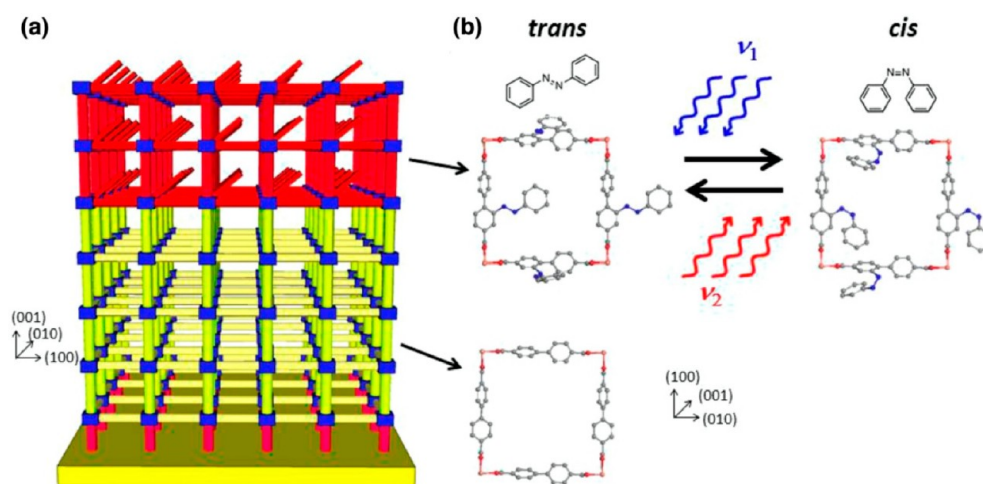 (a)
(001)
(010)
(100)
(b)
trans
cis
N
N
N
N
ν1
ν2
(100)
(001)
(010)